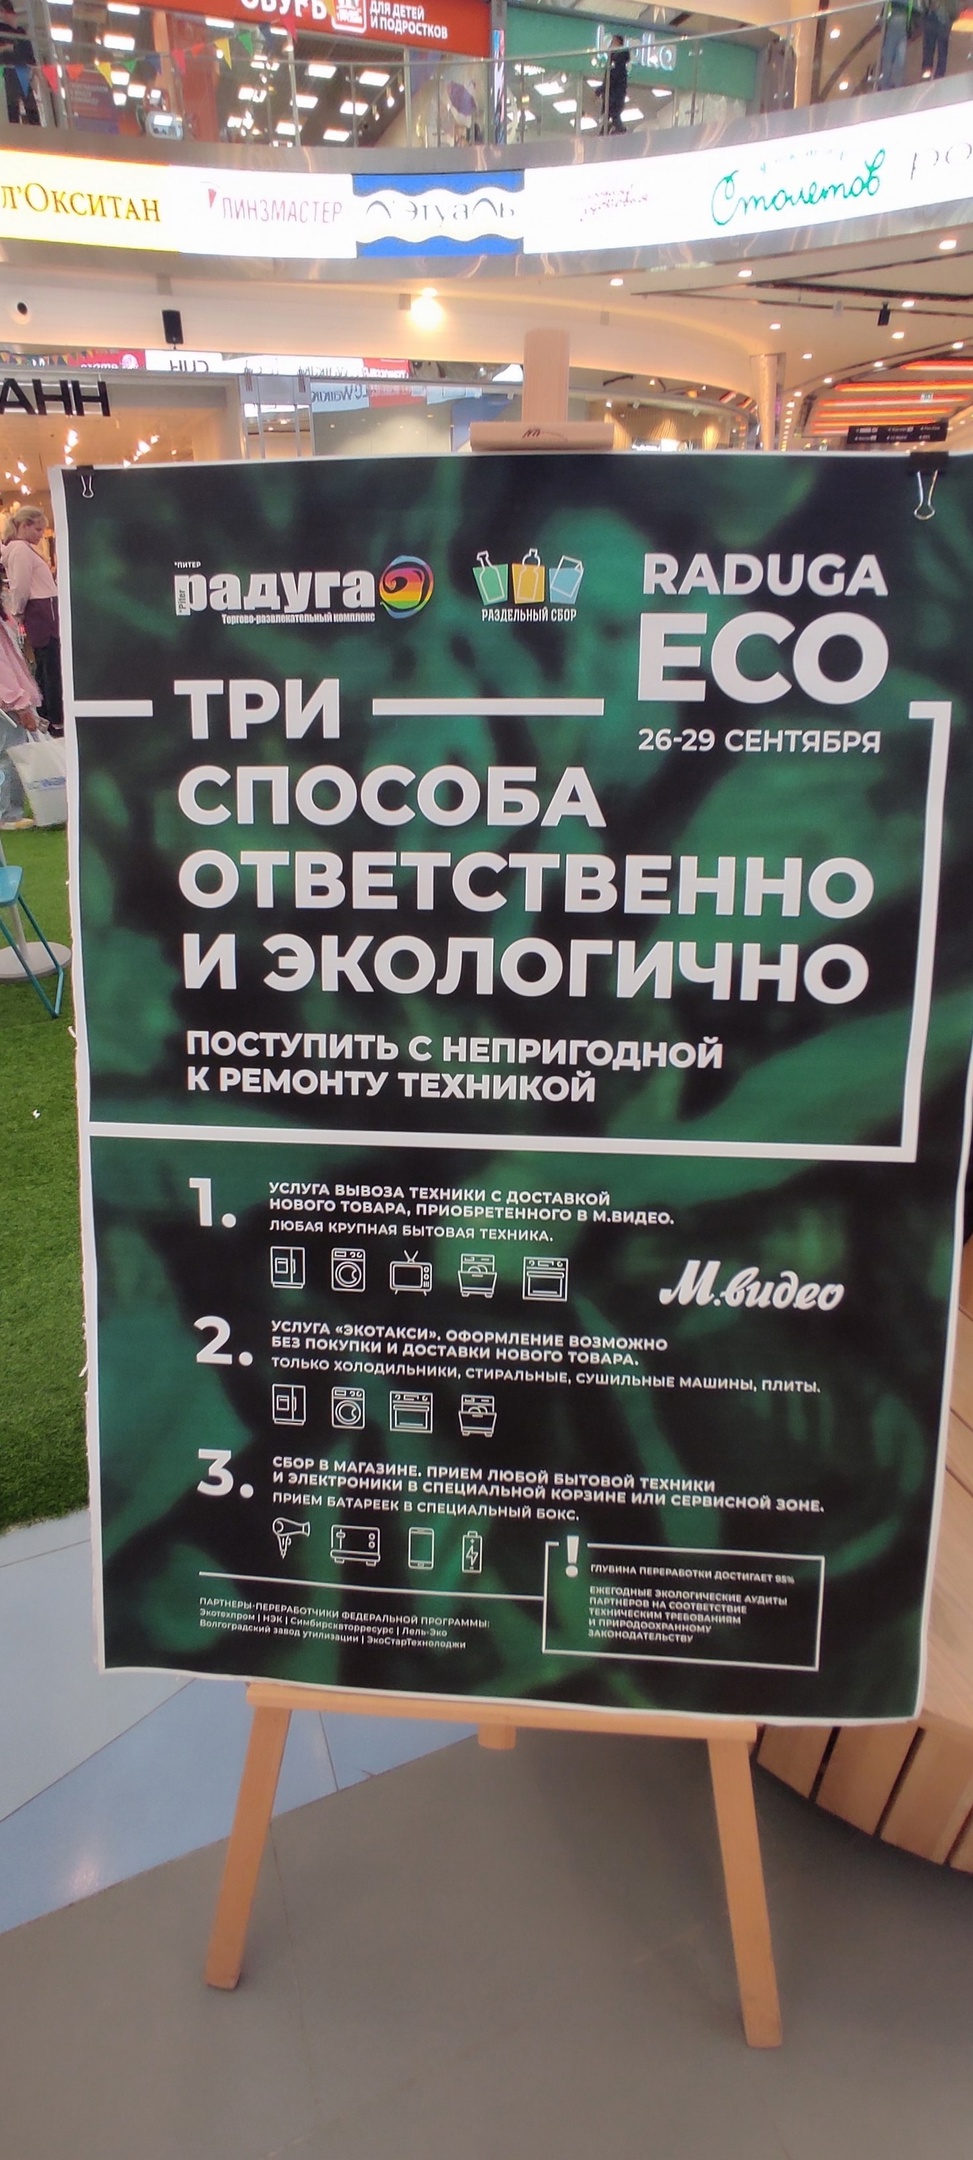 ОБУВЬ
ДЛЯ ДЕТЕЙ
И ПОДРОСТКОВ
Л'ОКСИТАН
ЛИНЗМАСТЕР
Л'ЭТУАЛЬ
Столетов
АНН
*ПИТЕР
*Piter
радуга
Торгово-развлекательный комплекс
РАЗДЕЛЬНЫЙ СБОР
RADUGA
ECO
26-29 СЕНТЯБРЯ
ТРИ
СПОСОБА
ОТВЕТСТВЕННО
И ЭКОЛОГИЧНО
ПОСТУПИТЬ С НЕПРИГОДНОЙ
К РЕМОНТУ ТЕХНИКОЙ
1.
УСЛУГА ВЫВОЗА ТЕХНИКИ С ДОСТАВКОЙ
НОВОГО ТОВАРА, ПРИОБРЕТЕННОГО В М.ВИДЕО.
ЛЮБАЯ КРУПНАЯ БЫТОВАЯ ТЕХНИКА.
М.видео
2.
УСЛУГА «ЭКОТАКСИ». ОФОРМЛЕНИЕ ВОЗМОЖНО
БЕЗ ПОКУПКИ И ДОСТАВКИ НОВОГО ТОВАРА.
ТОЛЬКО ХОЛОДИЛЬНИКИ, СТИРАЛЬНЫЕ, СУШИЛЬНЫЕ МАШИНЫ, ПЛИТЫ.
3.
СБОР В МАГАЗИНЕ. ПРИЕМ ЛЮБОЙ БЫТОВОЙ ТЕХНИКИ
И ЭЛЕКТРОНИКИ В СПЕЦИАЛЬНОЙ КОРЗИНЕ ИЛИ СЕРВИСНОЙ ЗОНЕ.
ПРИЕМ БАТАРЕЕК В СПЕЦИАЛЬНЫЙ БОКС.
ПАРТНЕРЫ-ПЕРЕРАБОТЧИКИ ФЕДЕРАЛЬНОЙ ПРОГРАММЫ:
Экотехпром | НЭК | Симбирсквторресурс | Лель-Эко
Волгоградский завод утилизации | ЭкоСтарТехнолоджи
!
ГЛУБИНА ПЕРЕРАБОТКИ ДОСТИГАЕТ 95%
ЕЖЕГОДНЫЕ ЭКОЛОГИЧЕСКИЕ АУДИТЫ
ПАРТНЕРОВ НА СООТВЕТСТВИЕ
ТЕХНИЧЕСКИМ ТРЕБОВАНИЯМ
И ПРИРОДООХРАННОМУ
ЗАКОНОДАТЕЛЬСТВУ